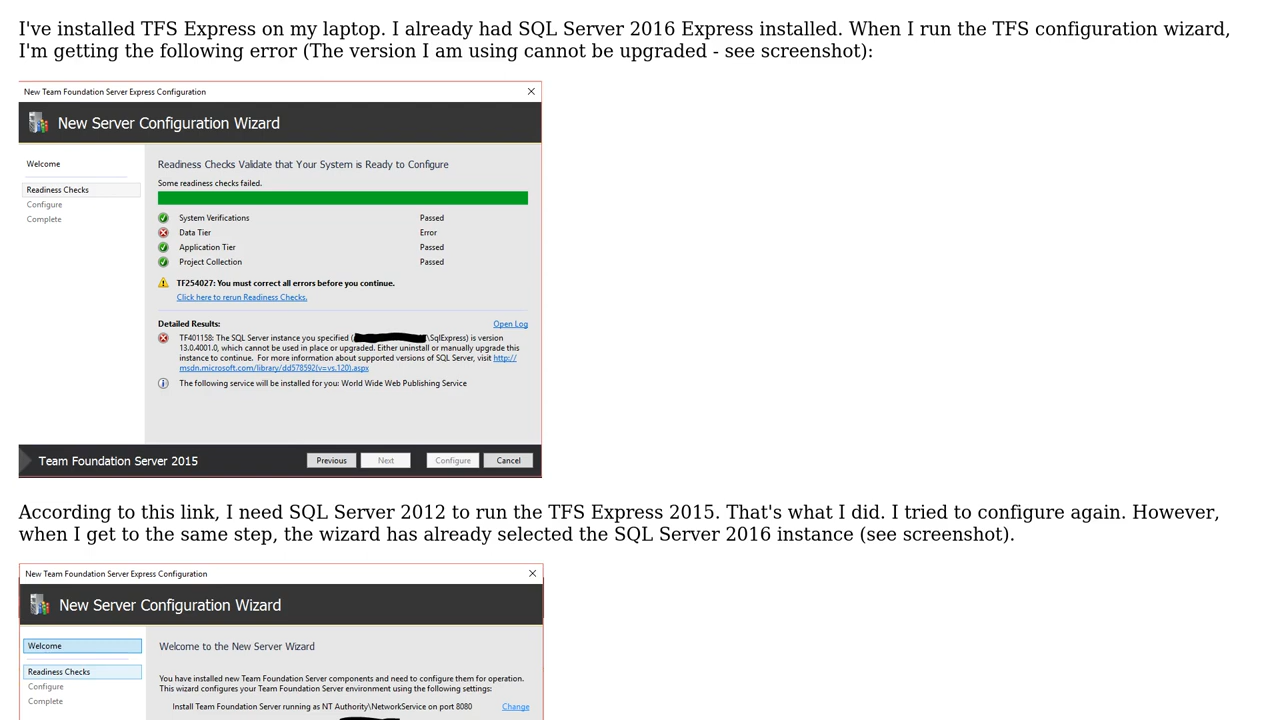 I've installed TFS Express on my laptop. I already had SQL Server 2016 Express installed. When I run the TFS configuration wizard,
I'm getting the following error (The version I am using cannot be upgraded - see screenshot):
New Team Foundation Server Express Configuration
New Server Configuration Wizard
Welcome
Readiness Checks
Configure
Complete
Readiness Checks Validate that Your System is Ready to Configure
Some readiness checks failed.
System Verifications Passed
Data Tier Error
Application Tier Passed
Project Collection Passed
TF254027: You must correct all errors before you continue.
Click here to rerun Readiness Checks.
Detailed Results: Open Log
TF401158: The SQL Server instance you specified ( \SqlExpress) is version
13.0.4001.0, which cannot be used in place or upgraded. Either uninstall or manually upgrade this
instance to continue. For more information about supported versions of SQL Server, visit http://
msdn.microsoft.com/library/dd578592(v=vs.120).aspx
The following service will be installed for you: World Wide Web Publishing Service
Team Foundation Server 2015 Previous Next Configure Cancel
According to this link, I need SQL Server 2012 to run the TFS Express 2015. That's what I did. I tried to configure again. However,
when I get to the same step, the wizard has already selected the SQL Server 2016 instance (see screenshot).
New Team Foundation Server Express Configuration
New Server Configuration Wizard
Welcome
Readiness Checks
Configure
Complete
Welcome to the New Server Wizard
You have installed new Team Foundation Server components and need to configure them for operation.
This wizard configures your Team Foundation Server environment using the following settings:
Install Team Foundation Server running as NT Authority\NetworkService on port 8080 Change